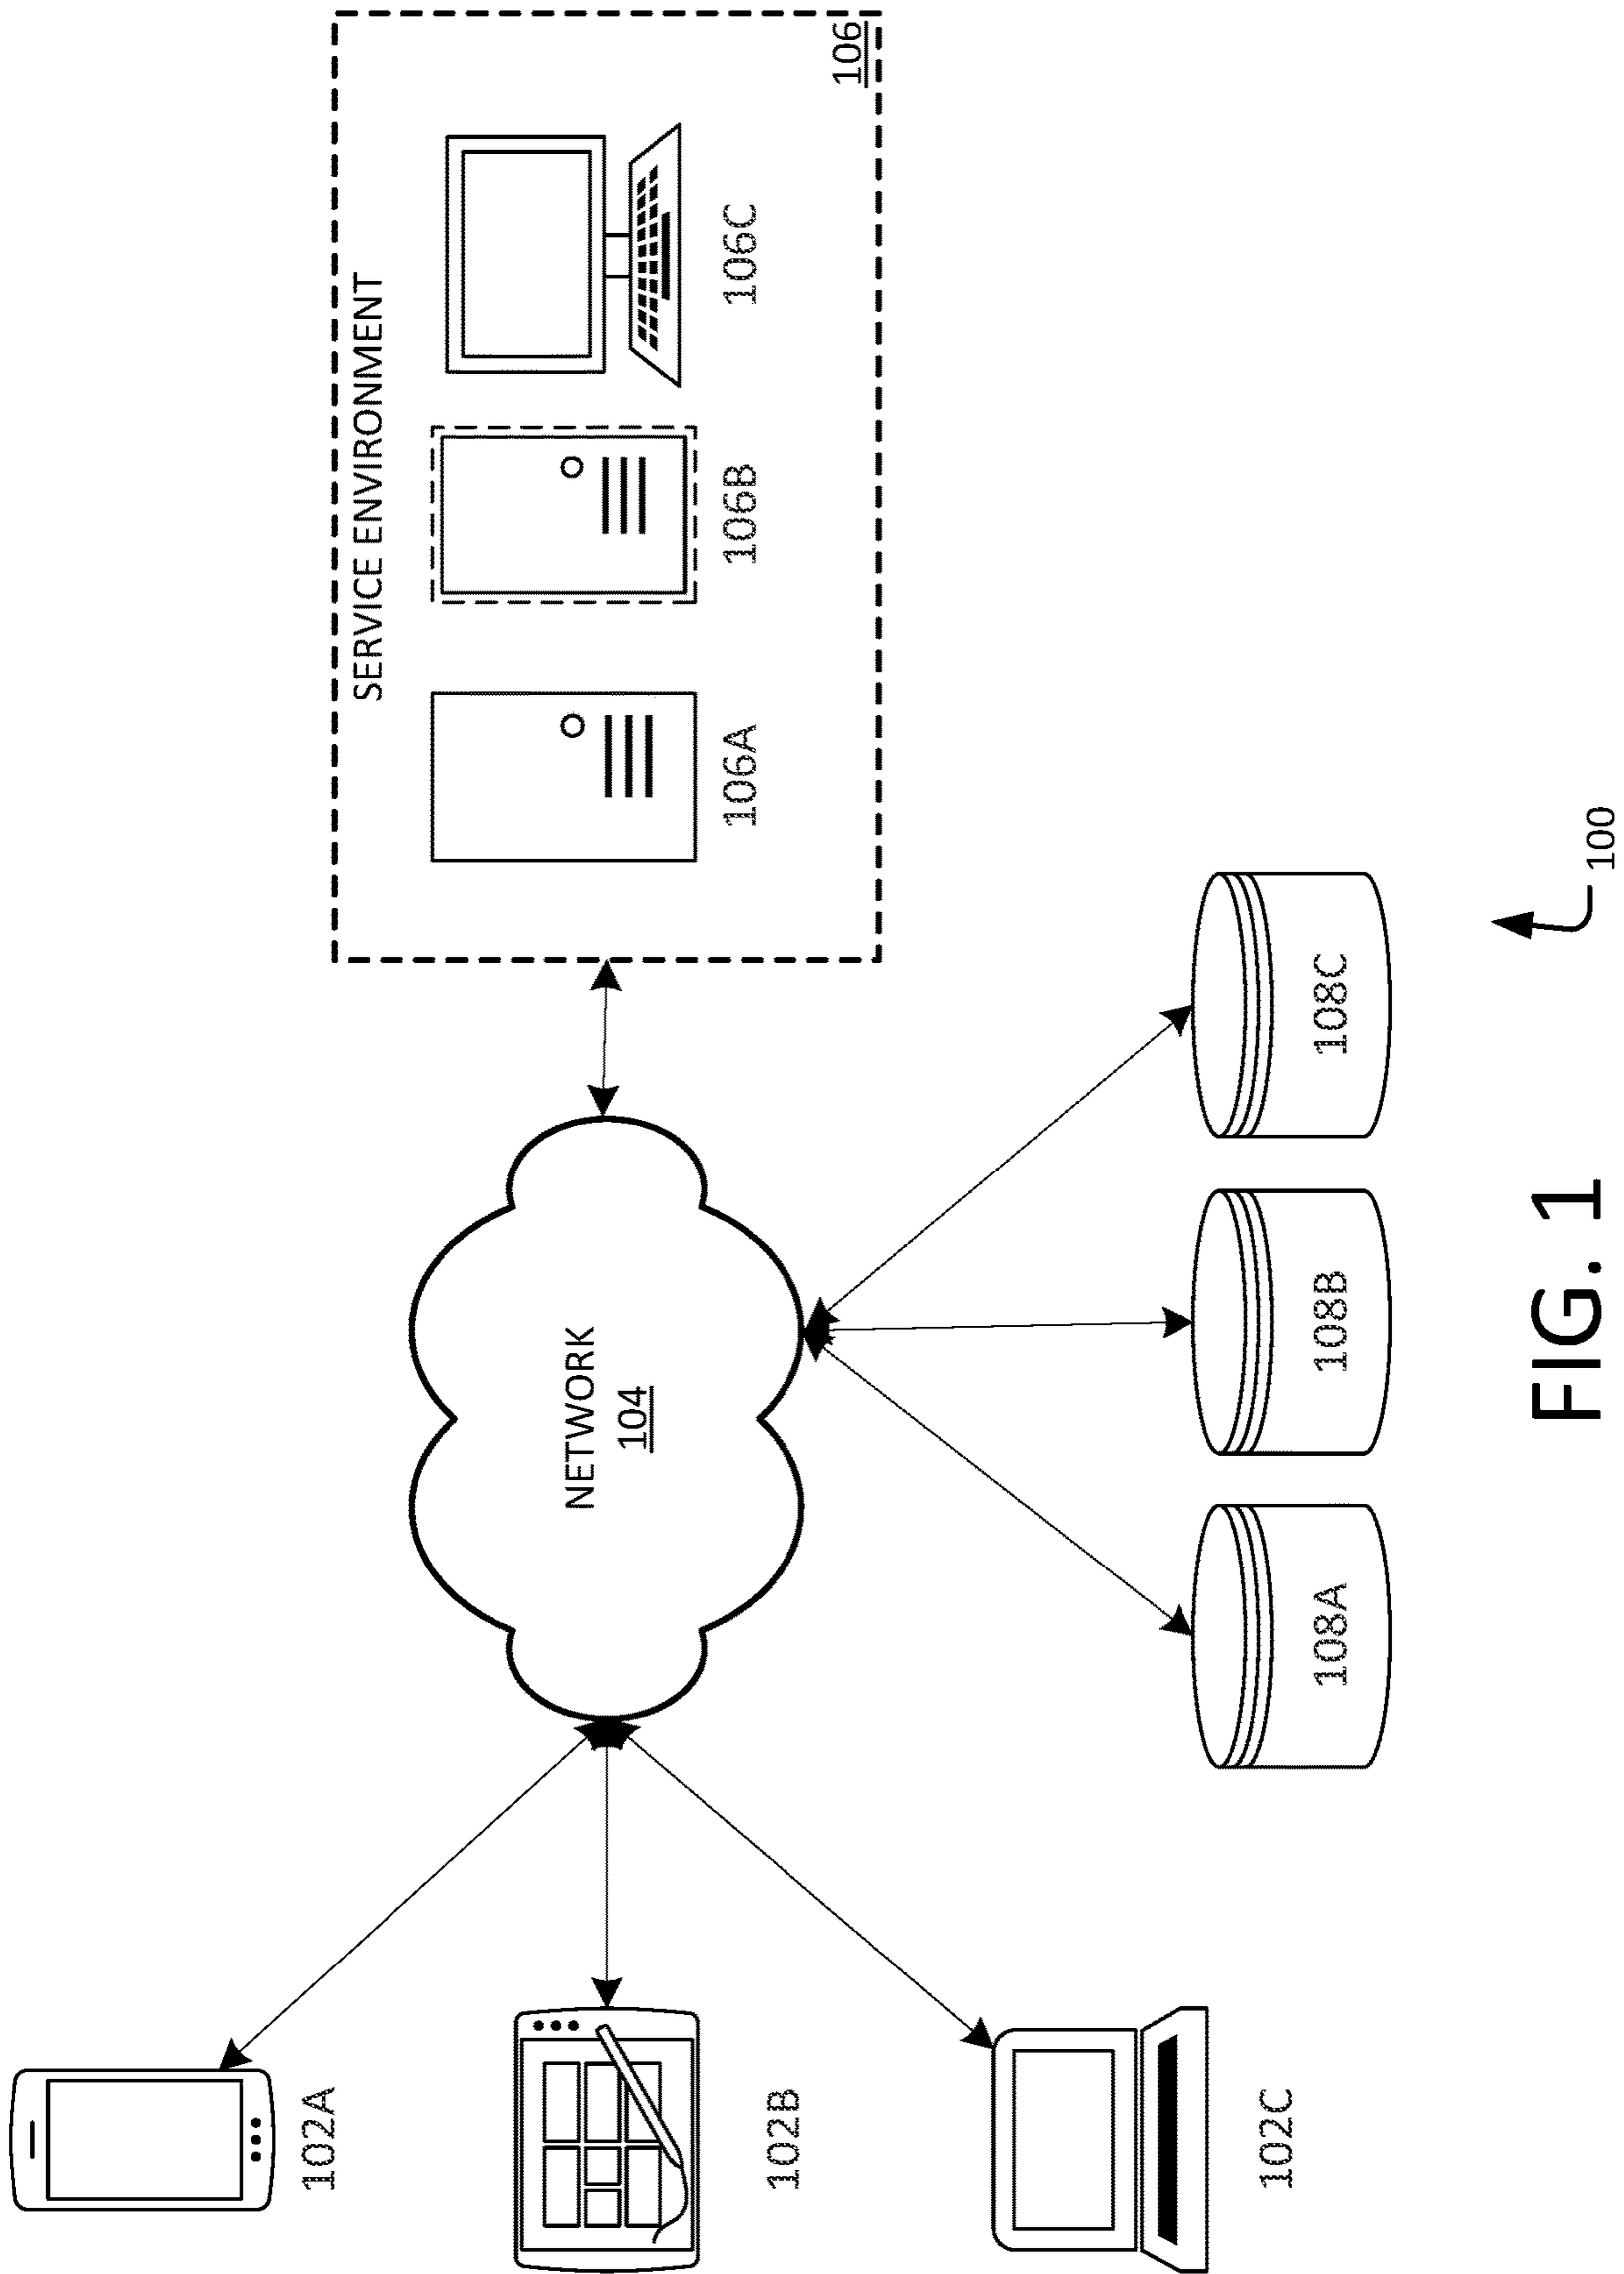 SERVICE ENVIRONMENT
106A
106B
106C
106
NETWORK
104
102A
102B
102C
108A
108B
108C
100
FIG. 1